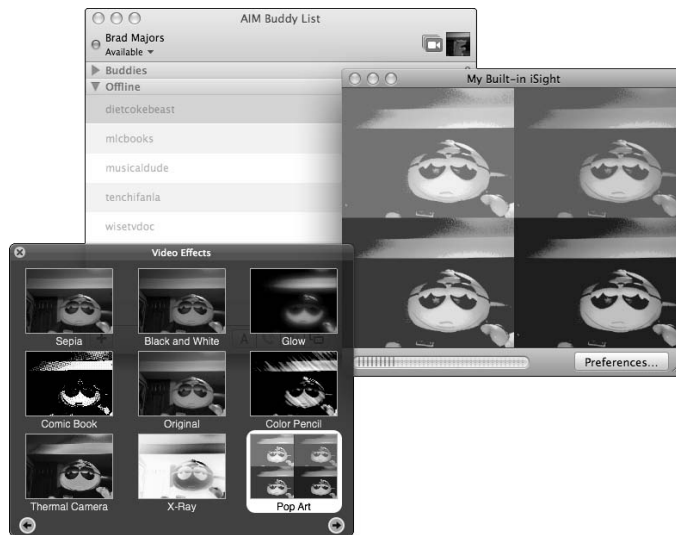 AIM Buddy List
Brad Majors
Available
Buddies
Offline
dietcokebeast
micbooks
musicaldude
tenchifania
wisetvdoc
My Built-in iSight
Preferences...
Video Effects
Sepia
Black and White
Glow
Comic Book
Original
Color Pencil
Thermal Camera
X-Ray
Pop Art